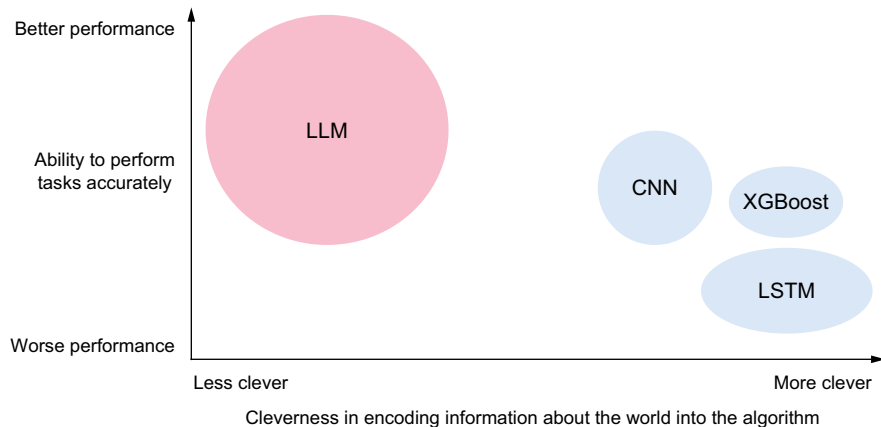 Better performance
LLM
Ability to perform
tasks accurately
CNN
XGBoost
LSTM
Worse performance
Less clever
More clever
Cleverness in encoding information about the world into the algorithm